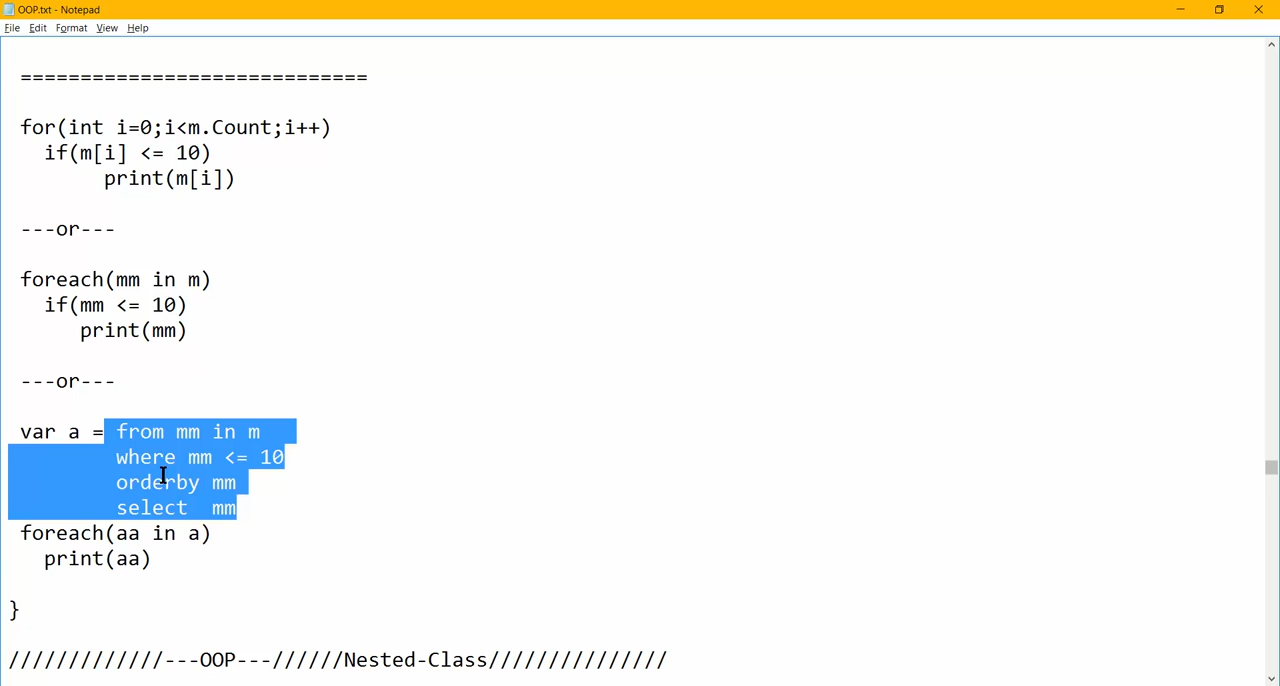 OOP.txt - Notepad
File Edit Format View Help
=============================
for(int i=0;i<m.Count;i++)
if(m[i] <= 10)
print(m[i])
---or---
foreach(mm in m)
if(mm <= 10)
print(mm)
---or---
var a = from mm in m
where mm <= 10
orderby mm
select  mm
foreach(aa in a)
print(aa)
}
/////////////---OOP---//////Nested-Class///////////////